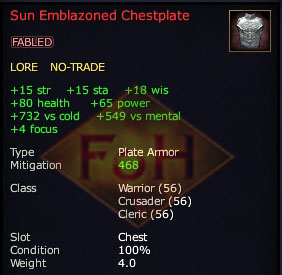 Sun Emblazoned Chestplate
FABLED
LORE NO-TRADE
+15 str +15 sta +18 wis
+80 health +65 power
+732 vs cold +549 vs mental
+4 focus
Type Plate Armor
Mitigation 468
Class Warrior (56)
Crusader (56)
Cleric (56)
Slot Chest
Condition 100%
Weight 4.0